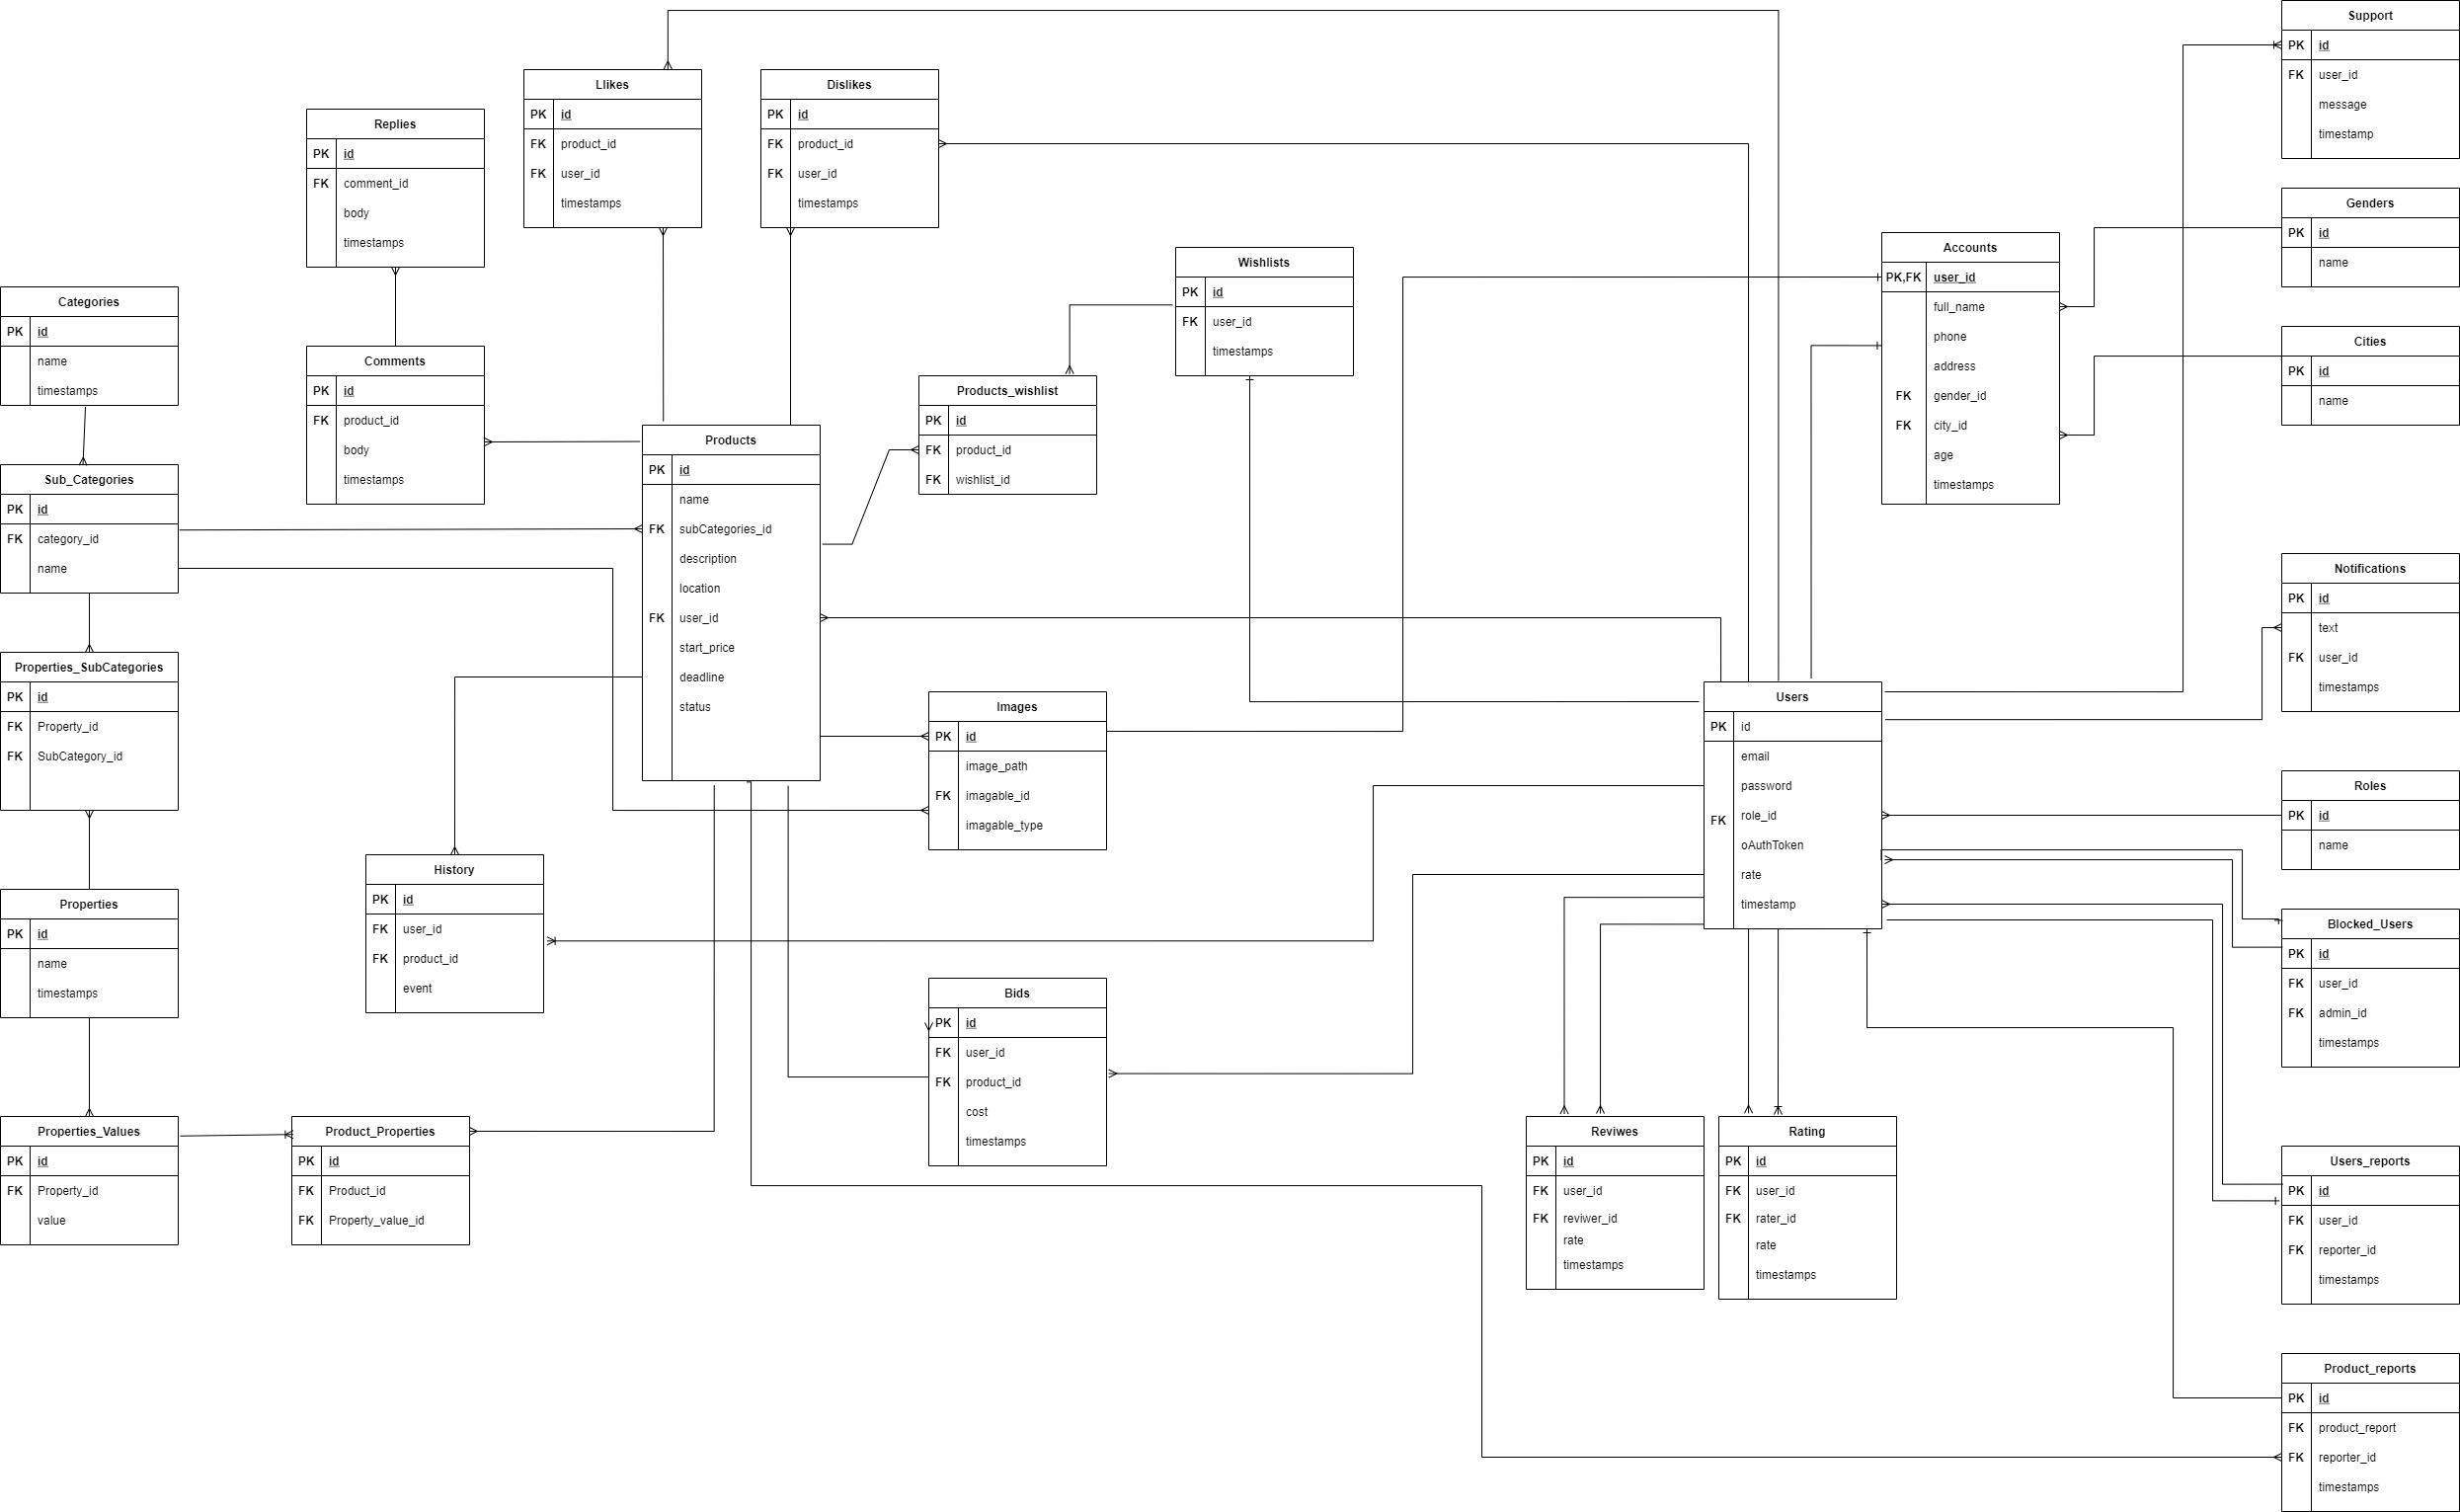 Support
PK id
FK user_id
message
timestamp
Llikes
PK id
FK product_id
FK user_id
timestamps
Dislikes
PK id
FK product_id
FK user_id
timestamps
Replies
PK id
FK comment_id
body
timestamps
Genders
PK id
name
Accounts
PK,FK user_id
full_name
phone
address
FK gender_id
FK city_id
age
timestamps
Wishlists
PK id
FK user_id
timestamps
Categories
PK id
name
timestamps
Cities
PK id
name
Comments
PK id
FK product_id
body
timestamps
Products_wishlist
PK id
FK product_id
FK wishlist_id
Products
PK id
name
FK subCategories_id
description
location
FK user_id
start_price
deadline
status
Sub_Categories
PK id
FK category_id
name
Notifications
PK id
text
FK user_id
timestamps
Properties_SubCategories
PK id
FK Property_id
FK SubCategory_id
Users
PK id
email
password
FK role_id
oAuthToken
rate
timestamp
Images
PK id
image_path
FK imagable_id
imagable_type
Roles
PK id
name
History
PK id
FK user_id
FK product_id
event
Properties
PK id
name
timestamps
Blocked_Users
PK id
FK user_id
FK admin_id
timestamps
Bids
PK id
FK user_id
FK product_id
cost
timestamps
Properties_Values
PK id
FK Property_id
value
Product_Properties
PK id
FK Product_id
FK Property_value_id
Reviwes
PK id
FK user_id
FK reviwer_id
rate
timestamps
Rating
PK id
FK user_id
FK rater_id
rate
timestamps
Users_reports
PK id
FK user_id
FK reporter_id
timestamps
Product_reports
PK id
FK product_report
FK reporter_id
timestamps